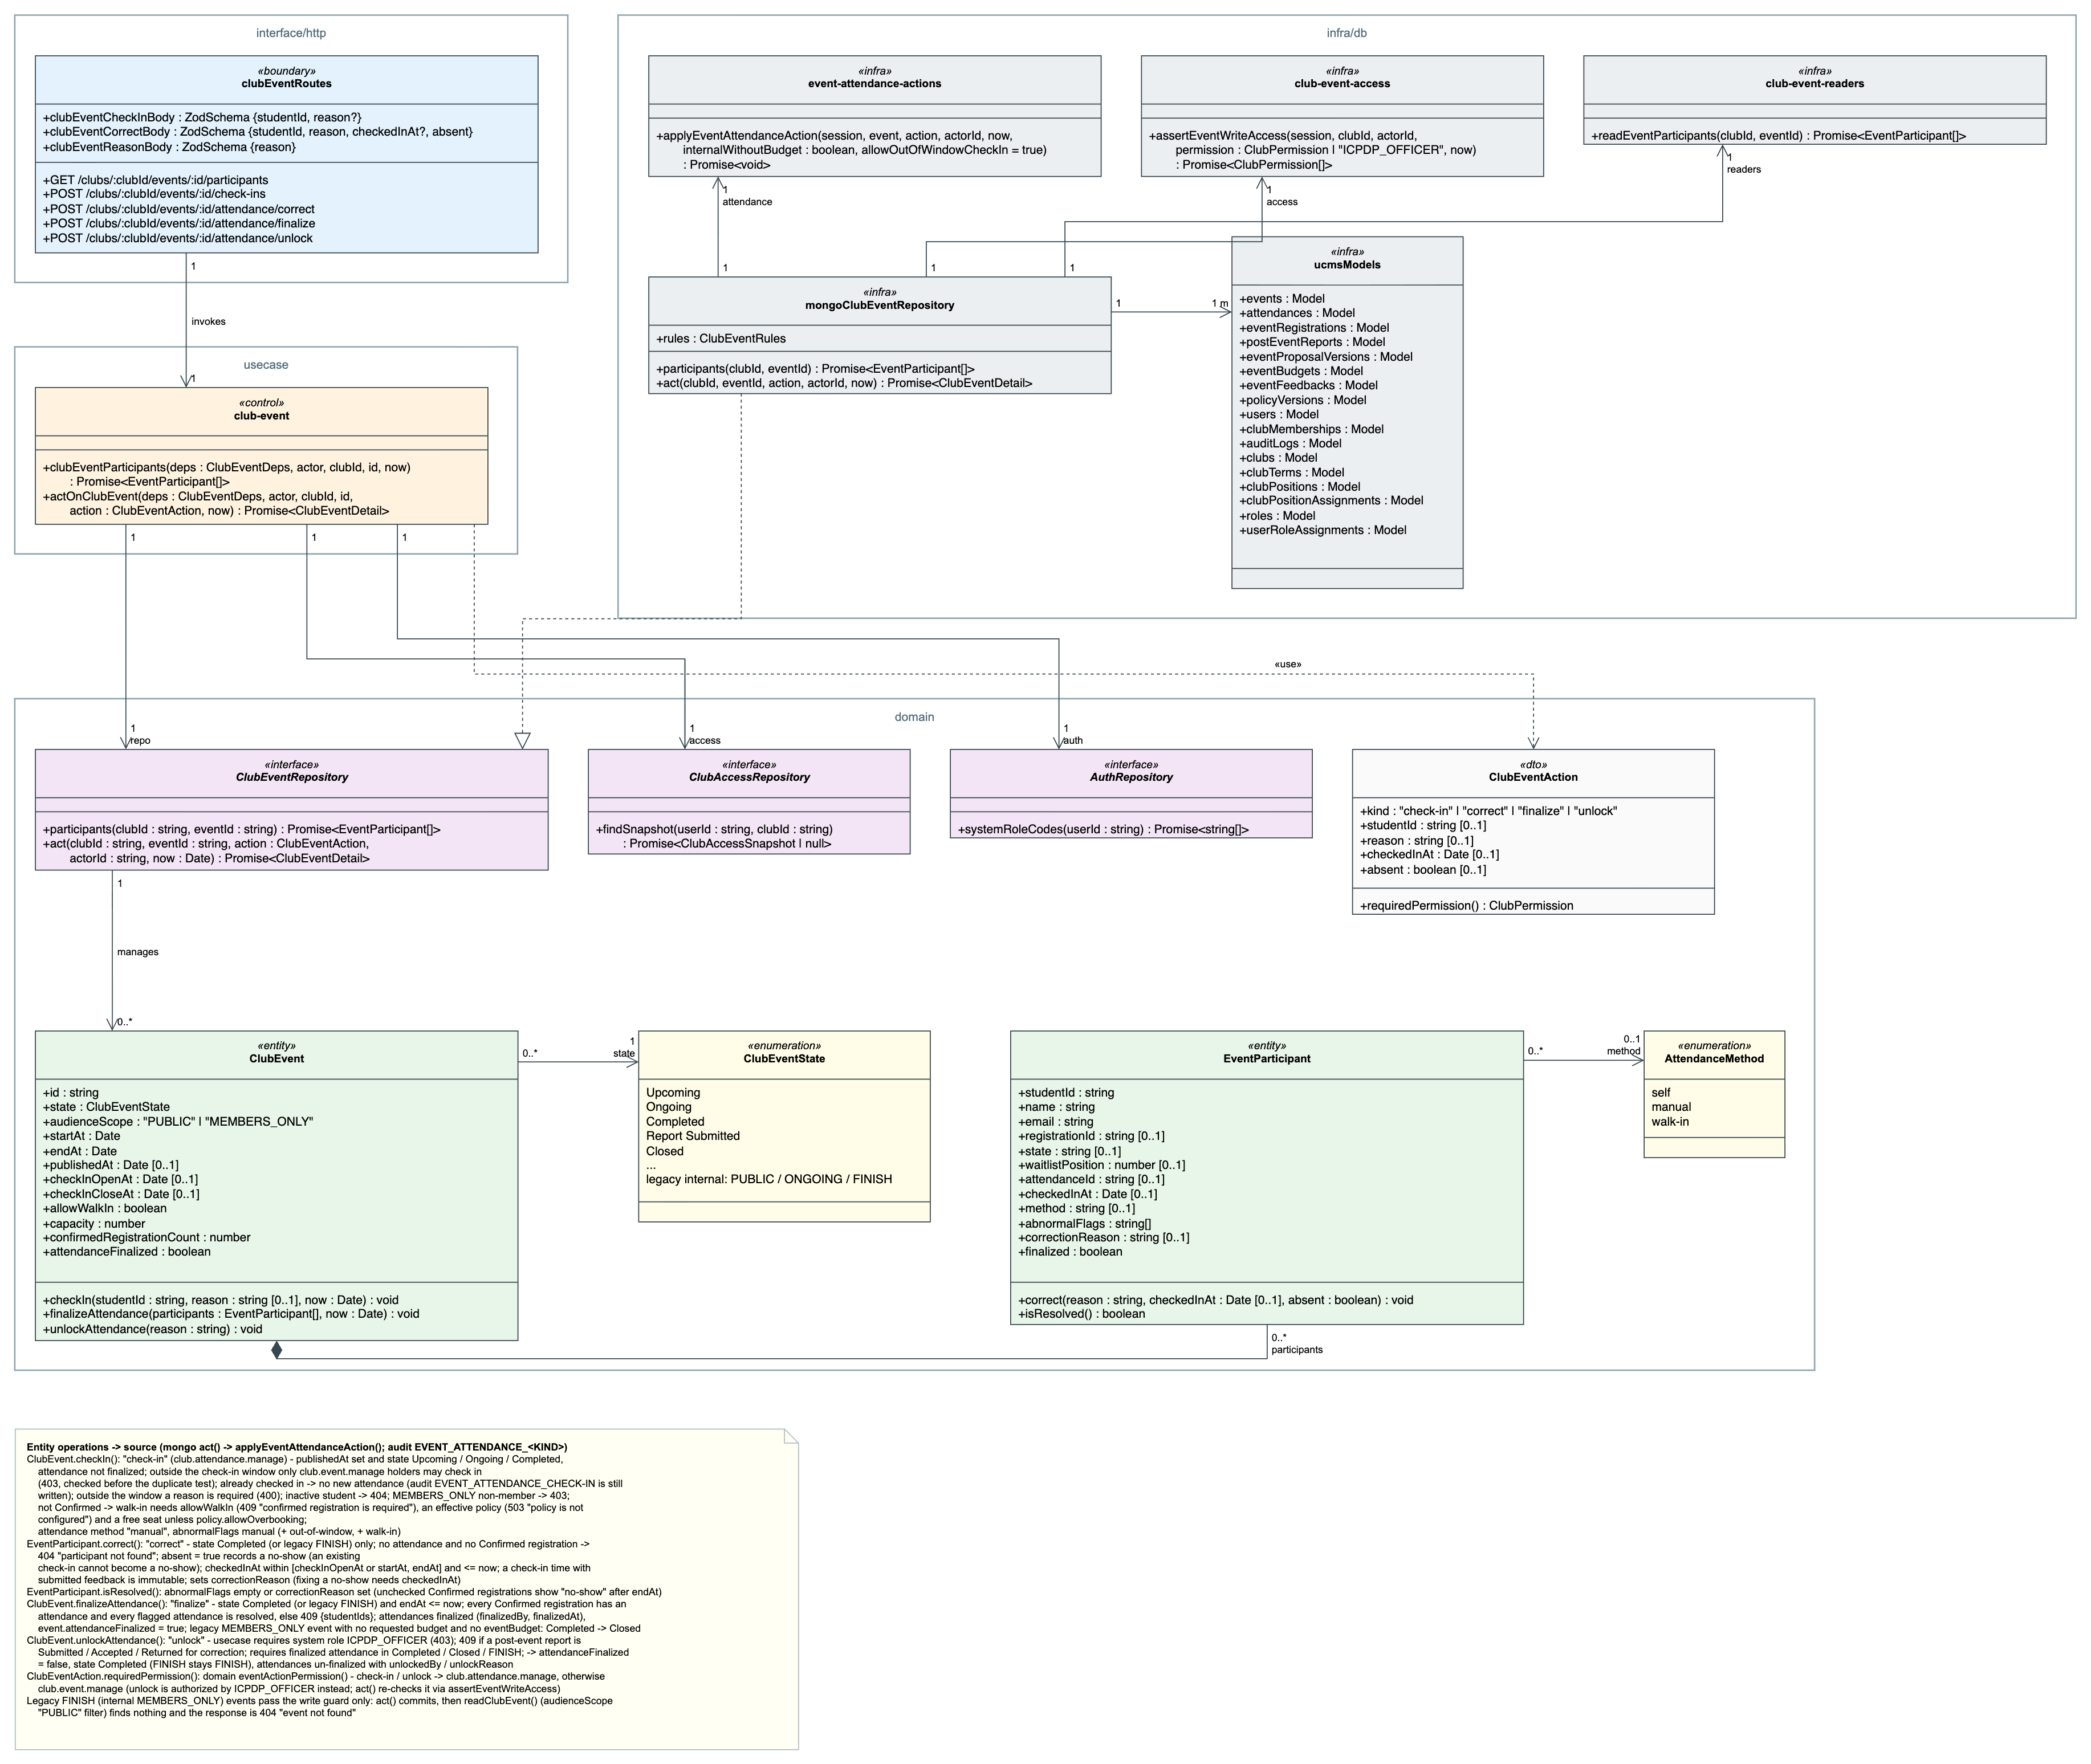 interface/http
«boundary»
clubEventRoutes
+clubEventCheckInBody : ZodSchema {studentId, reason?}
+clubEventCorrectBody : ZodSchema {studentId, reason, checkedInAt?, absent}
+clubEventReasonBody : ZodSchema {reason}
+GET /clubs/:clubId/events/:id/participants
+POST /clubs/:clubId/events/:id/check-ins
+POST /clubs/:clubId/events/:id/attendance/correct
+POST /clubs/:clubId/events/:id/attendance/finalize
+POST /clubs/:clubId/events/:id/attendance/unlock
1
invokes
1
usecase
«control»
club-event
+clubEventParticipants(deps : ClubEventDeps, actor, clubId, id, now)
: Promise<EventParticipant[]>
+actOnClubEvent(deps : ClubEventDeps, actor, clubId, id,
action : ClubEventAction, now) : Promise<ClubEventDetail>
1
1
1
infra/db
«infra»
event-attendance-actions
+applyEventAttendanceAction(session, event, action, actorId, now,
internalWithoutBudget : boolean, allowOutOfWindowCheckIn = true)
: Promise<void>
«infra»
club-event-access
+assertEventWriteAccess(session, clubId, actorId,
permission : ClubPermission | "ICPDP_OFFICER", now)
: Promise<ClubPermission[]>
«infra»
club-event-readers
+readEventParticipants(clubId, eventId) : Promise<EventParticipant[]>
1
attendance
1
access
1
readers
1
1
1
«infra»
mongoClubEventRepository
+rules : ClubEventRules
+participants(clubId, eventId) : Promise<EventParticipant[]>
+act(clubId, eventId, action, actorId, now) : Promise<ClubEventDetail>
1
1 m
«infra»
ucmsModels
+events : Model
+attendances : Model
+eventRegistrations : Model
+postEventReports : Model
+eventProposalVersions : Model
+eventBudgets : Model
+eventFeedbacks : Model
+policyVersions : Model
+users : Model
+clubMemberships : Model
+auditLogs : Model
+clubs : Model
+clubTerms : Model
+clubPositions : Model
+clubPositionAssignments : Model
+roles : Model
+userRoleAssignments : Model
«use»
domain
1
repo
1
access
1
auth
«interface»
ClubEventRepository
+participants(clubId : string, eventId : string) : Promise<EventParticipant[]>
+act(clubId : string, eventId : string, action : ClubEventAction,
actorId : string, now : Date) : Promise<ClubEventDetail>
«interface»
ClubAccessRepository
+findSnapshot(userId : string, clubId : string)
: Promise<ClubAccessSnapshot | null>
«interface»
AuthRepository
+systemRoleCodes(userId : string) : Promise<string[]>
«dto»
ClubEventAction
+kind : "check-in" | "correct" | "finalize" | "unlock"
+studentId : string [0..1]
+reason : string [0..1]
+checkedInAt : Date [0..1]
+absent : boolean [0..1]
+requiredPermission() : ClubPermission
1
manages
0..*
«entity»
ClubEvent
+id : string
+state : ClubEventState
+audienceScope : "PUBLIC" | "MEMBERS_ONLY"
+startAt : Date
+endAt : Date
+publishedAt : Date [0..1]
+checkInOpenAt : Date [0..1]
+checkInCloseAt : Date [0..1]
+allowWalkIn : boolean
+capacity : number
+confirmedRegistrationCount : number
+attendanceFinalized : boolean
+checkIn(studentId : string, reason : string [0..1], now : Date) : void
+finalizeAttendance(participants : EventParticipant[], now : Date) : void
+unlockAttendance(reason : string) : void
0..*
1
state
«enumeration»
ClubEventState
Upcoming
Ongoing
Completed
Report Submitted
Closed
...
legacy internal: PUBLIC / ONGOING / FINISH
«entity»
EventParticipant
+studentId : string
+name : string
+email : string
+registrationId : string [0..1]
+state : string [0..1]
+waitlistPosition : number [0..1]
+attendanceId : string [0..1]
+checkedInAt : Date [0..1]
+method : string [0..1]
+abnormalFlags : string[]
+correctionReason : string [0..1]
+finalized : boolean
+correct(reason : string, checkedInAt : Date [0..1], absent : boolean) : void
+isResolved() : boolean
0..*
0..1
method
«enumeration»
AttendanceMethod
self
manual
walk-in
0..*
participants
Entity operations -> source (mongo act() -> applyEventAttendanceAction(); audit EVENT_ATTENDANCE_<KIND>)
ClubEvent.checkIn(): "check-in" (club.attendance.manage) - publishedAt set and state Upcoming / Ongoing / Completed,
attendance not finalized; outside the check-in window only club.event.manage holders may check in
(403, checked before the duplicate test); already checked in -> no new attendance (audit EVENT_ATTENDANCE_CHECK-IN is still
written); outside the window a reason is required (400); inactive student -> 404; MEMBERS_ONLY non-member -> 403;
not Confirmed -> walk-in needs allowWalkIn (409 "confirmed registration is required"), an effective policy (503 "policy is not
configured") and a free seat unless policy.allowOverbooking;
attendance method "manual", abnormalFlags manual (+ out-of-window, + walk-in)
EventParticipant.correct(): "correct" - state Completed (or legacy FINISH) only; no attendance and no Confirmed registration ->
404 "participant not found"; absent = true records a no-show (an existing
check-in cannot become a no-show); checkedInAt within [checkInOpenAt or startAt, endAt] and <= now; a check-in time with
submitted feedback is immutable; sets correctionReason (fixing a no-show needs checkedInAt)
EventParticipant.isResolved(): abnormalFlags empty or correctionReason set (unchecked Confirmed registrations show "no-show" after endAt)
ClubEvent.finalizeAttendance(): "finalize" - state Completed (or legacy FINISH) and endAt <= now; every Confirmed registration has an
attendance and every flagged attendance is resolved, else 409 {studentIds}; attendances finalized (finalizedBy, finalizedAt),
event.attendanceFinalized = true; legacy MEMBERS_ONLY event with no requested budget and no eventBudget: Completed -> Closed
ClubEvent.unlockAttendance(): "unlock" - usecase requires system role ICPDP_OFFICER (403); 409 if a post-event report is
Submitted / Accepted / Returned for correction; requires finalized attendance in Completed / Closed / FINISH; -> attendanceFinalized
= false, state Completed (FINISH stays FINISH), attendances un-finalized with unlockedBy / unlockReason
ClubEventAction.requiredPermission(): domain eventActionPermission() - check-in / unlock -> club.attendance.manage, otherwise
club.event.manage (unlock is authorized by ICPDP_OFFICER instead; act() re-checks it via assertEventWriteAccess)
Legacy FINISH (internal MEMBERS_ONLY) events pass the write guard only: act() commits, then readClubEvent() (audienceScope
"PUBLIC" filter) finds nothing and the response is 404 "event not found"